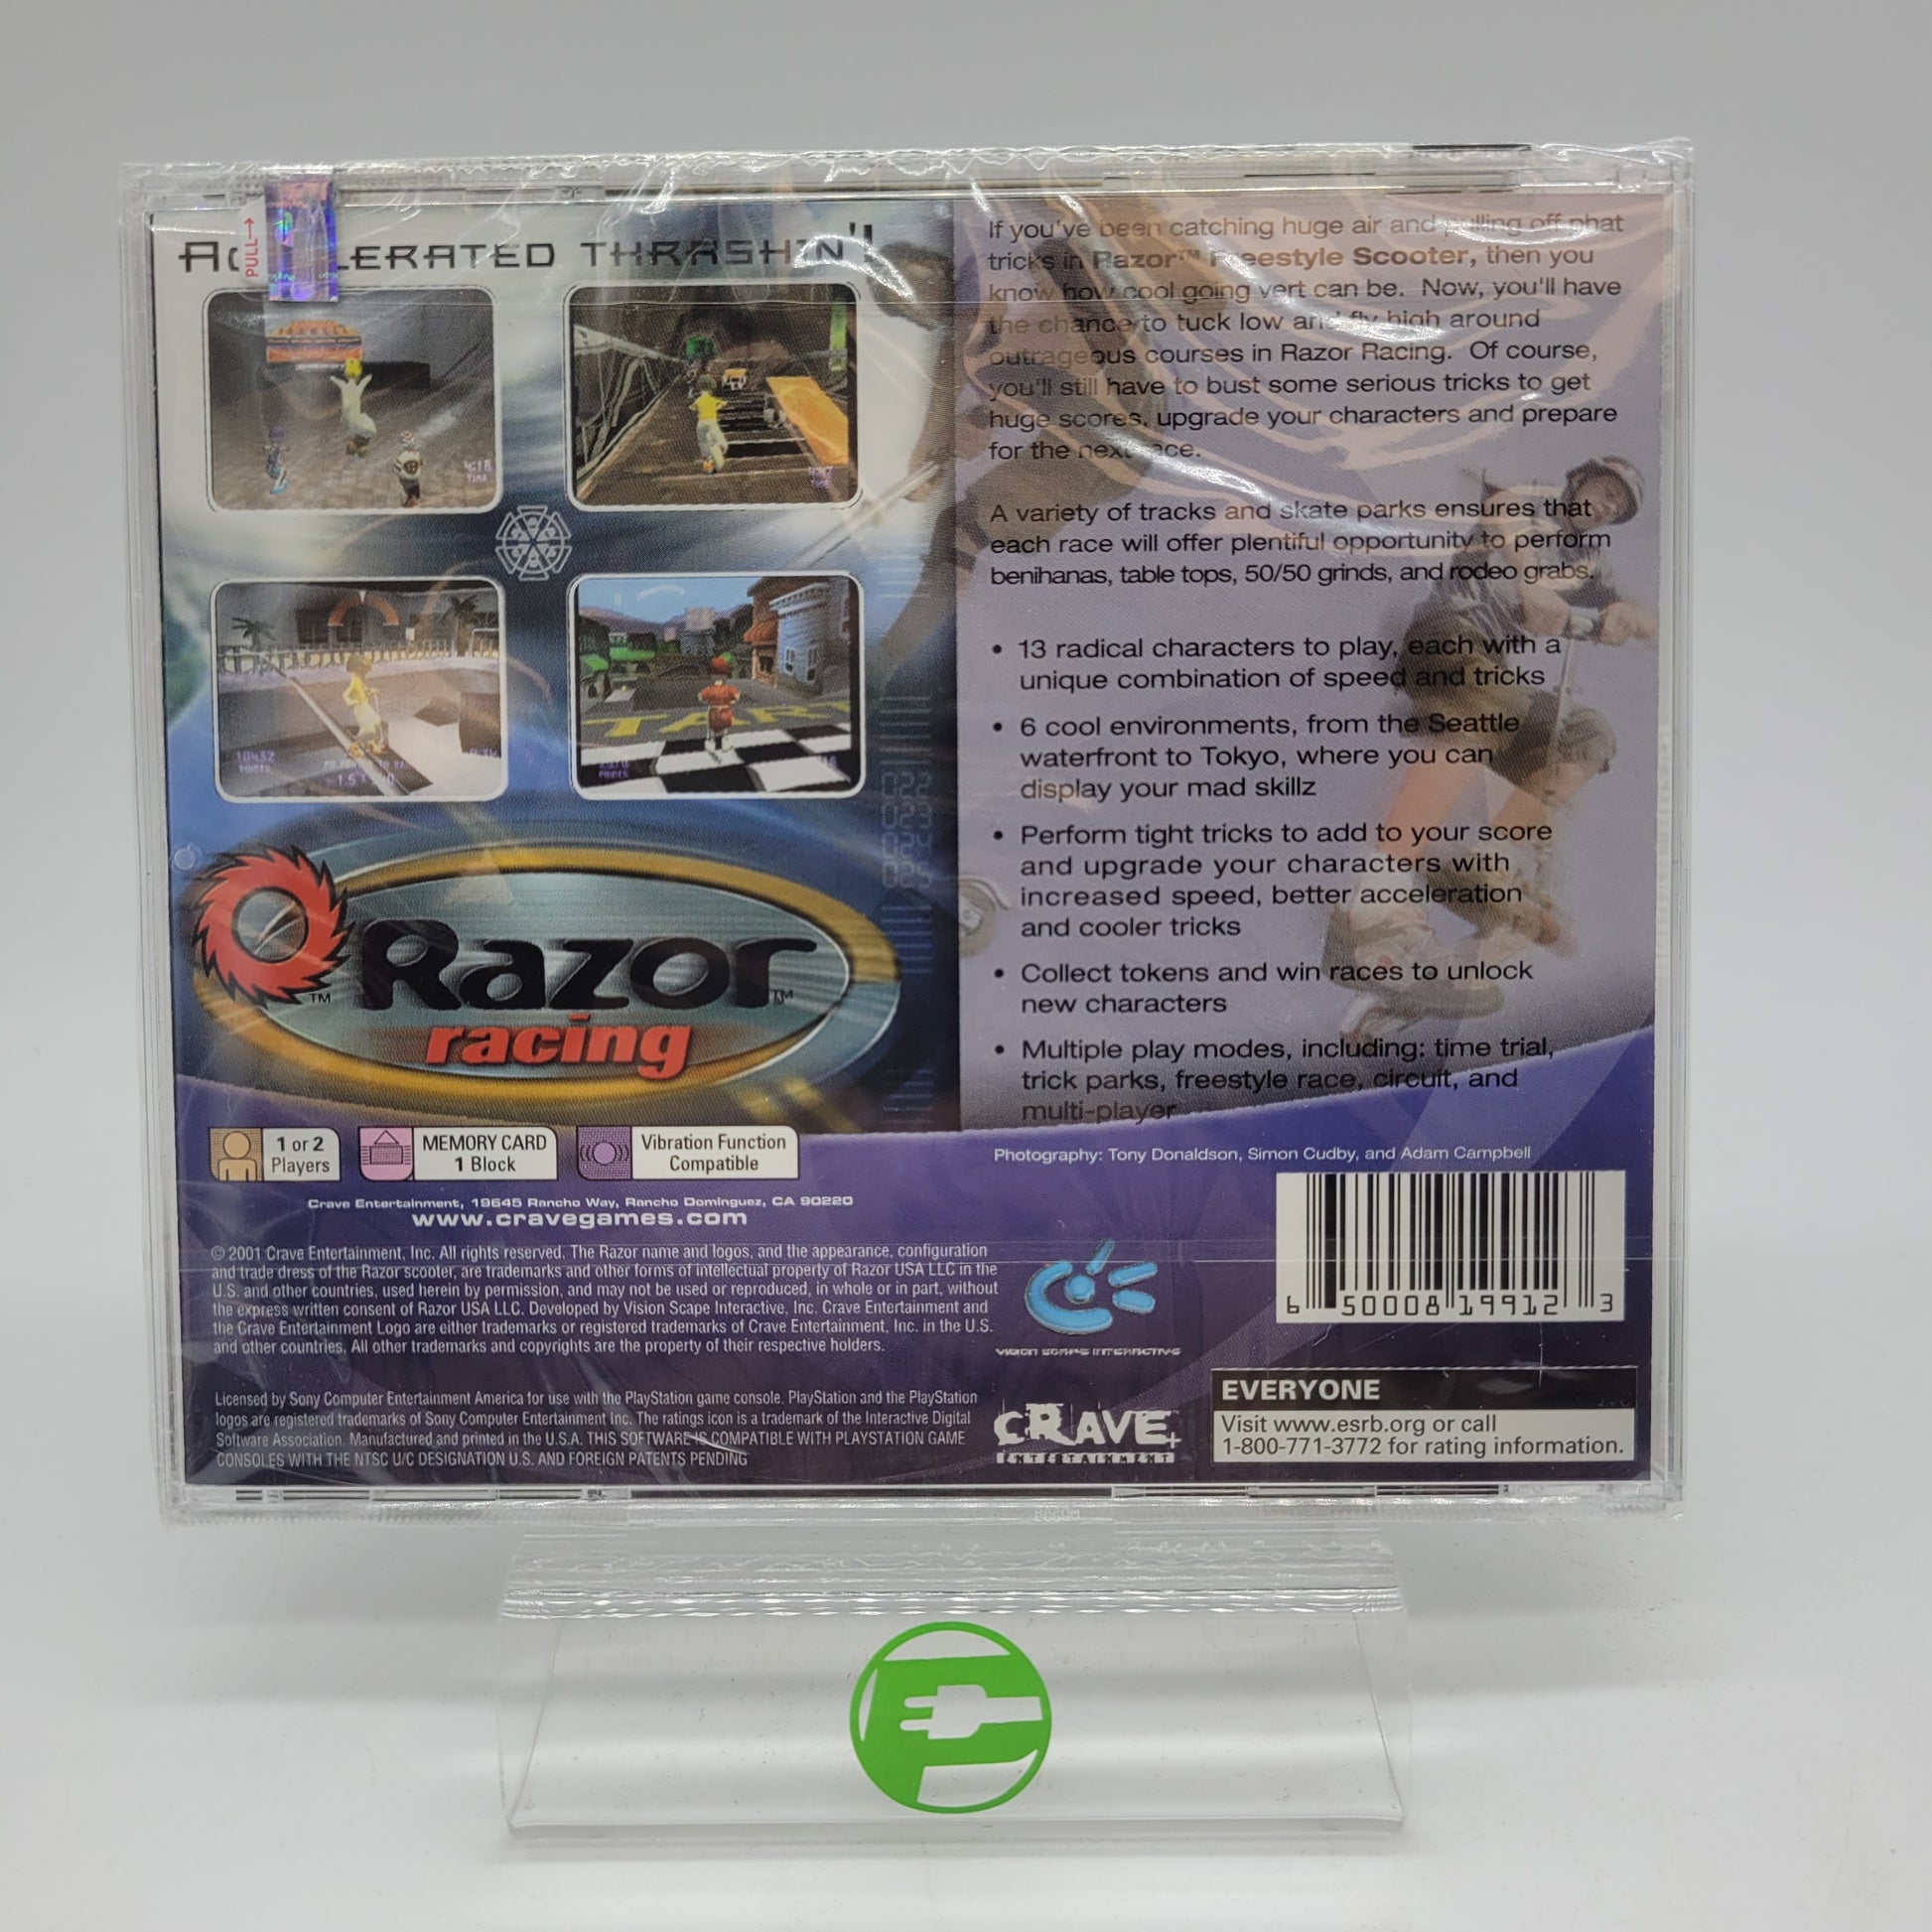 PULL→
LERATED THRASHIN'!
START
Razor™
racing
TM
If you've been catching huge air and pulling off phat
tricks in Razor™ Freestyle Scooter, then you
know how cool going vert can be. Now, you'll have
the chance to tuck low and fly high around
outrageous courses in Razor Racing. Of course,
you'll still have to bust some serious tricks to get
huge scores, upgrade your characters and prepare
for the next race.
A variety of tracks and skate parks ensures that
each race will offer plentiful opportunity to perform
benihanas, table tops, 50/50 grinds, and rodeo grabs.
• 13 radical characters to play, each with a
unique combination of speed and tricks
• 6 cool environments, from the Seattle
waterfront to Tokyo, where you can
display your mad skillz
• Perform tight tricks to add to your score
and upgrade your characters with
increased speed, better acceleration
and cooler tricks
• Collect tokens and win races to unlock
new characters
• Multiple play modes, including: time trial,
trick parks, freestyle race, circuit, and
multi-player
Photography: Tony Donaldson, Simon Cudby, and Adam Campbell
1 or 2
Players
MEMORY CARD
1 Block
Vibration Function
Compatible
Crave Entertainment, 19645 Rancho Way, Rancho Dominguez, CA 90220
www.cravegames.com
© 2001 Crave Entertainment, Inc. All rights reserved. The Razor name and logos, and the appearance, configuration
and trade dress of the Razor scooter, are trademarks and other forms of intellectual property of Razor USA LLC in the
U.S. and other countries, used herein by permission, and may not be used or reproduced, in whole or in part, without
the express written consent of Razor USA LLC. Developed by Vision Scape Interactive, Inc. Crave Entertainment and
the Crave Entertainment Logo are either trademarks or registered trademarks of Crave Entertainment, Inc. in the U.S.
and other countries. All other trademarks and copyrights are the property of their respective holders.
Licensed by Sony Computer Entertainment America for use with the PlayStation game console. PlayStation and the PlayStation
logos are registered trademarks of Sony Computer Entertainment Inc. The ratings icon is a trademark of the Interactive Digital
Software Association. Manufactured and printed in the U.S.A. THIS SOFTWARE IS COMPATIBLE WITH PLAYSTATION GAME
CONSOLES WITH THE NTSC U/C DESIGNATION U.S. AND FOREIGN PATENTS PENDING
VISION SCAPE INTERACTIVE
CRAVE
ENTERTAINMENT
6 50008 19912 3
EVERYONE
Visit www.esrb.org or call
1-800-771-3772 for rating information.